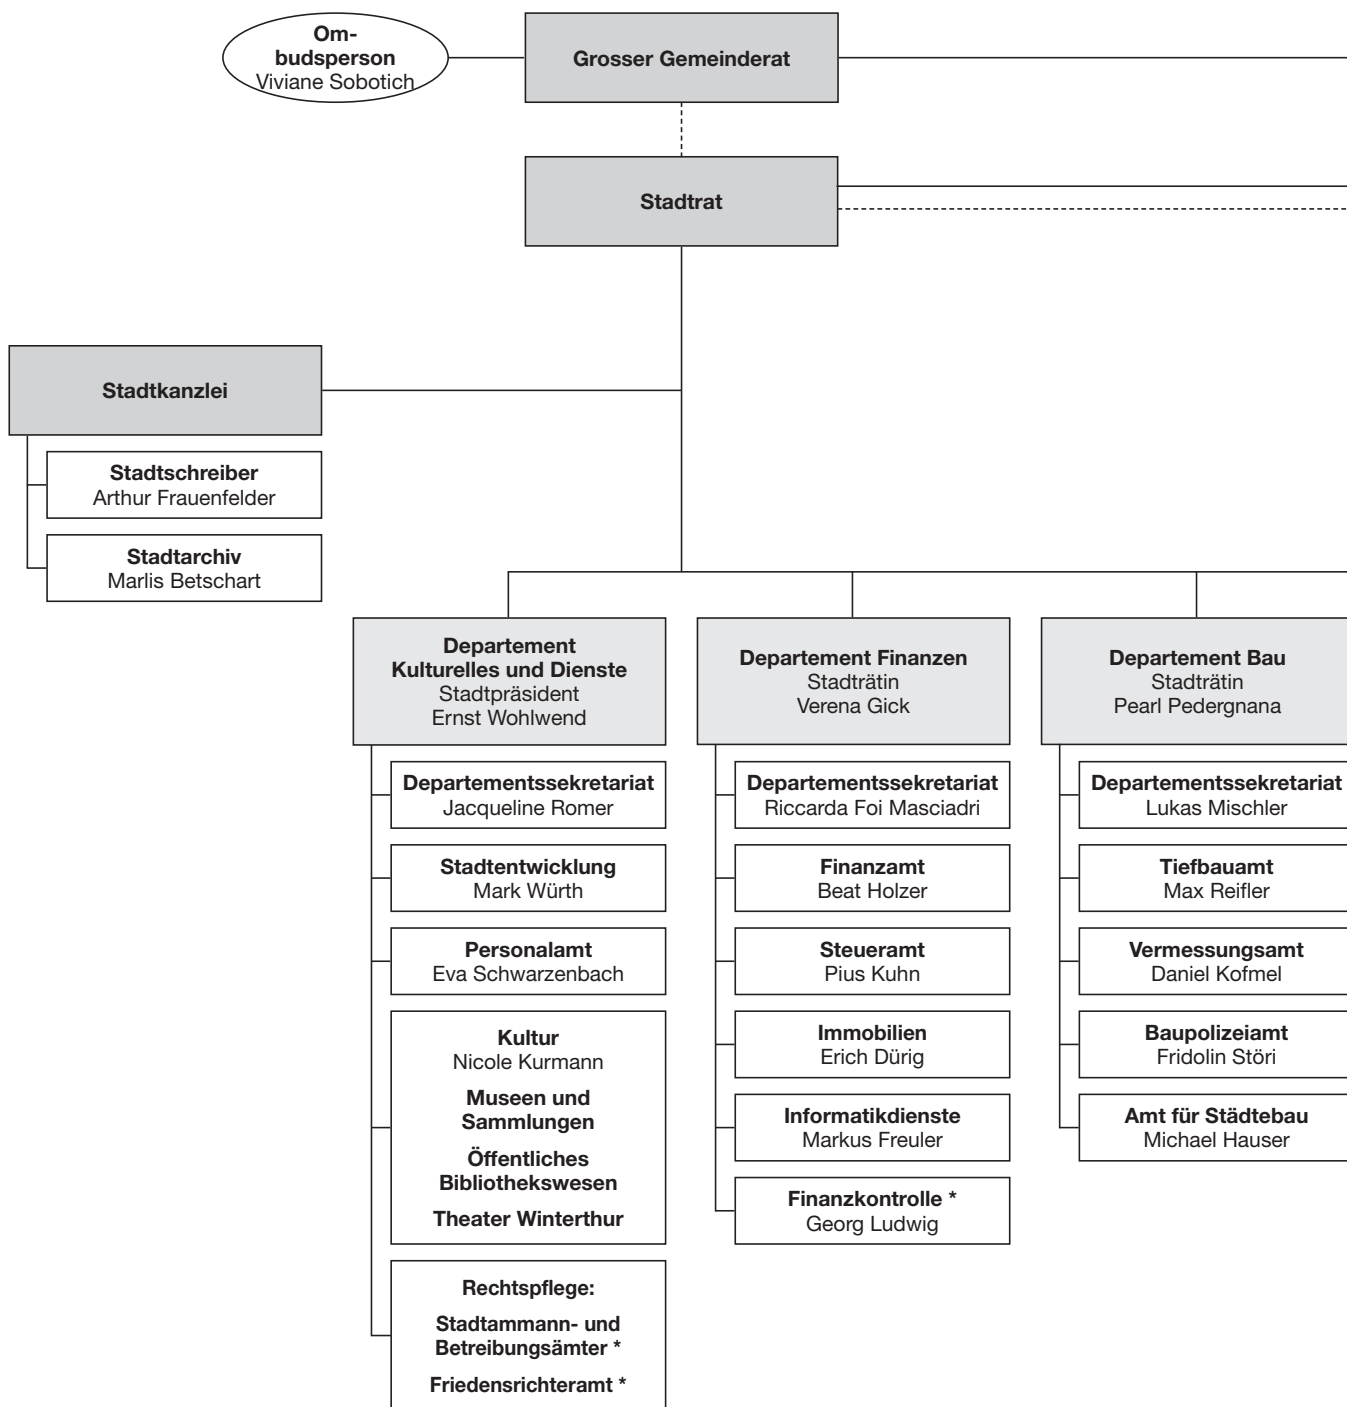 Om-
budsperson
Viviane Sobotich
Grosser Gemeinderat
Stadtrat
Stadtkanzlei
Stadtschreiber
Arthur Frauenfelder
Stadtarchiv
Marlis Betschart
Departement
Kulturelles und Dienste
Stadtpräsident
Ernst Wohlwend
Departementssekretariat
Jacqueline Romer
Stadtentwicklung
Mark Würth
Personalamt
Eva Schwarzenbach
Kultur
Nicole Kurmann
Museen und
Sammlungen
Öffentliches
Bibliothekswesen
Theater Winterthur
Rechtspflege:
Stadtammann- und
Betreibungsämter *
Friedensrichteramt *
Departement Finanzen
Stadträtin
Verena Gick
Departementssekretariat
Riccarda Foi Masciadri
Finanzamt
Beat Holzer
Steueramt
Pius Kuhn
Immobilien
Erich Dürig
Informatikdienste
Markus Freuler
Finanzkontrolle *
Georg Ludwig
Departement Bau
Stadträtin
Pearl Pedergnana
Departementssekretariat
Lukas Mischler
Tiefbauamt
Max Reifler
Vermessungsamt
Daniel Kofmel
Baupolizeiamt
Fridolin Störi
Amt für Städtebau
Michael Hauser